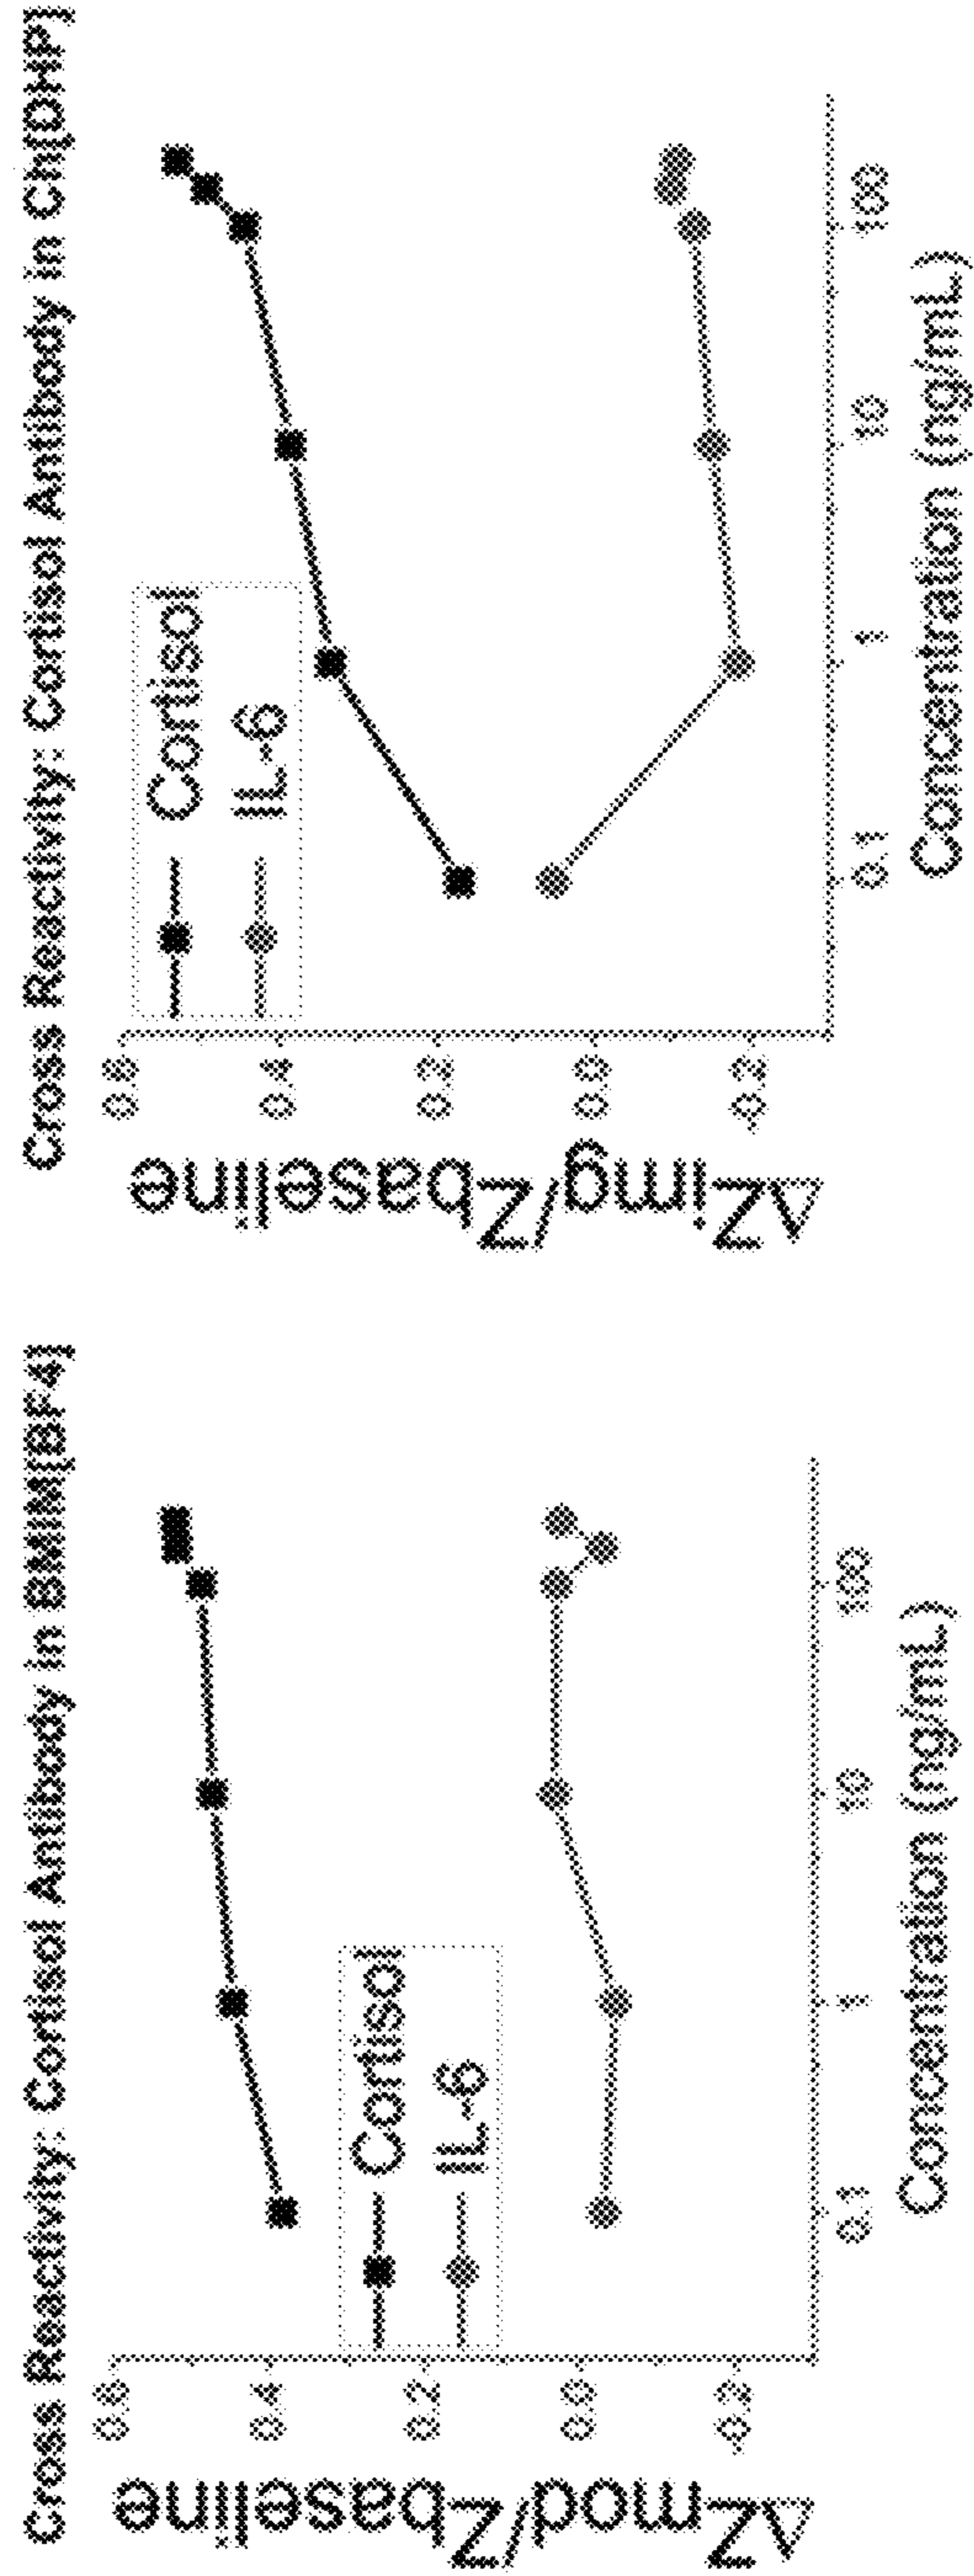 Cross Reactivity: Cortisol Antibody in BMIM[BF4]
ΔZmod/Zbaseline
0.6
0.4
0.2
0.0
-0.2
Cortisol
IL-6
0.1
1
10
100
Concentration (ng/mL)
Cross Reactivity: Cortisol Antibody in Ch[DHP]
ΔZimg/Zbaseline
0.6
0.4
0.2
0.0
-0.2
Cortisol
IL-6
0.1
1
10
100
Concentration (ng/mL)